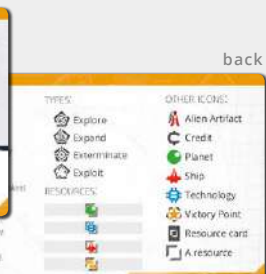 back
TYPES:
Explore
Expand
Exterminate
Exploit
RESOURCES:
OTHER ICONS:
Alien Artifact
Credit
Planet
Ship
Technology
Victory Point
Resource card
A resource